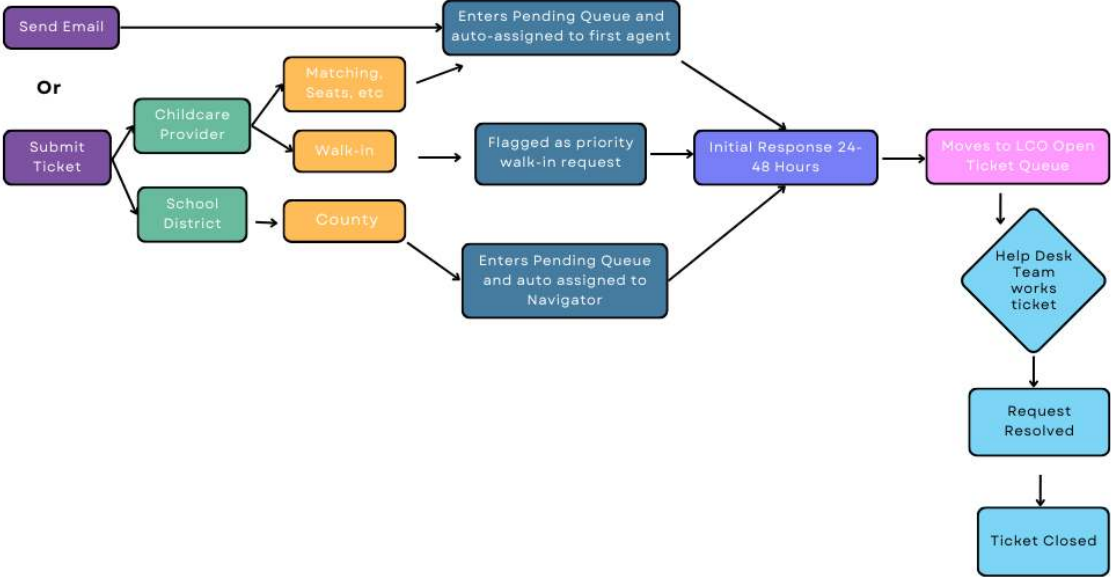 Send Email
Enters Pending Queue and
auto-assigned to first agent
Or
Matching,
Seats, etc
Childcare
Provider
Submit
Ticket
Walk-in
Flagged as priority
walk-in request
Initial Response 24-
48 Hours
Moves to LCO Open
Ticket Queue
School
District
County
Enters Pending Queue
and auto assigned to
Navigator
Help Desk
Team
works
ticket
Request
Resolved
Ticket Closed